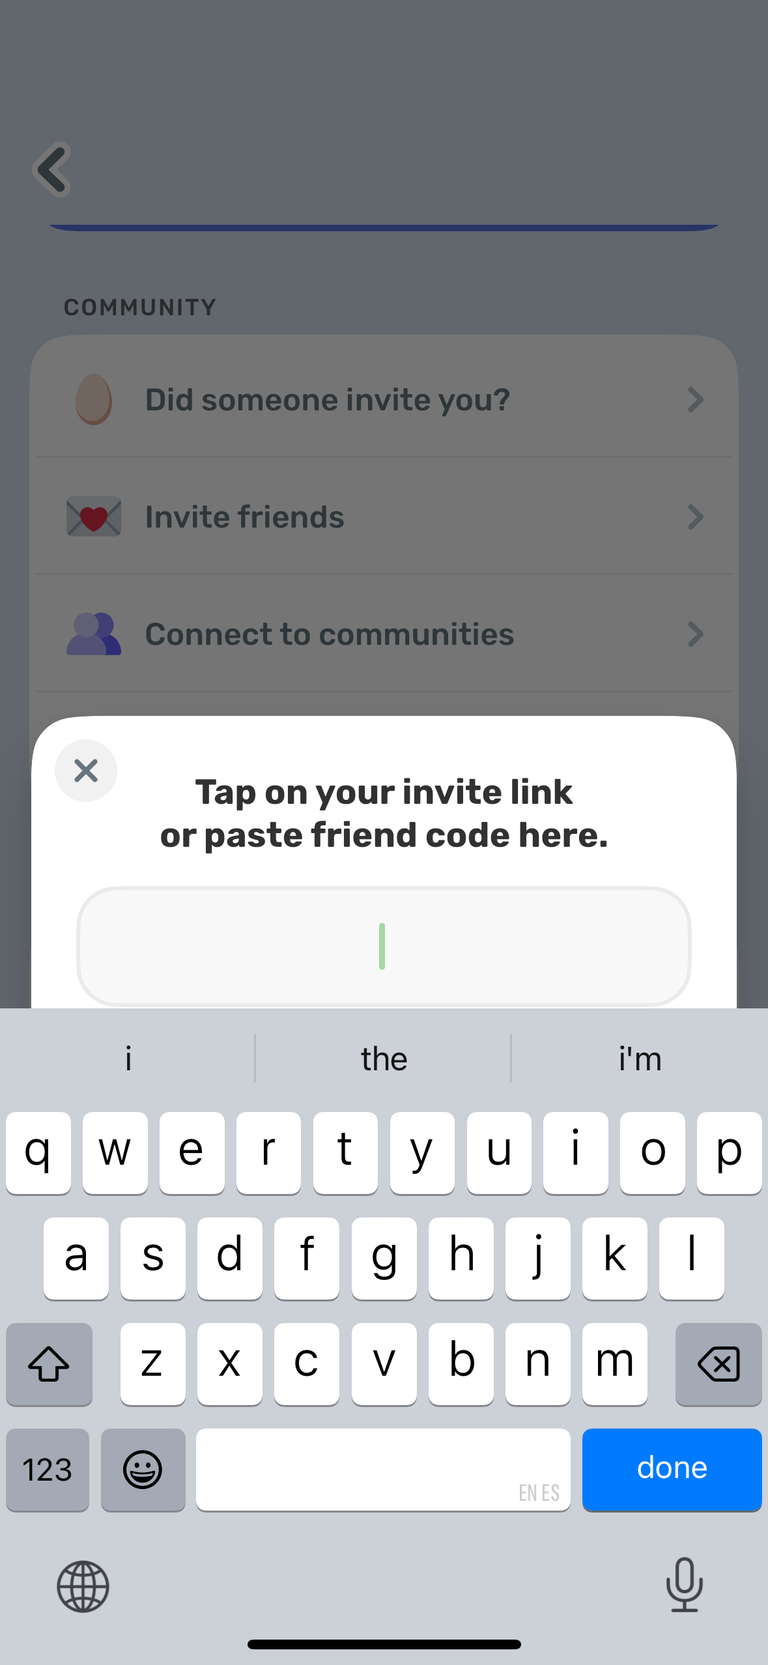 COMMUNITY
Did someone invite you?
Invite friends
Connect to communities
Tap on your invite link
or paste friend code here.
i the i'm
q w e r t y u i o p
a s d f g h j k l
z x c v b n m
123 EN ES done